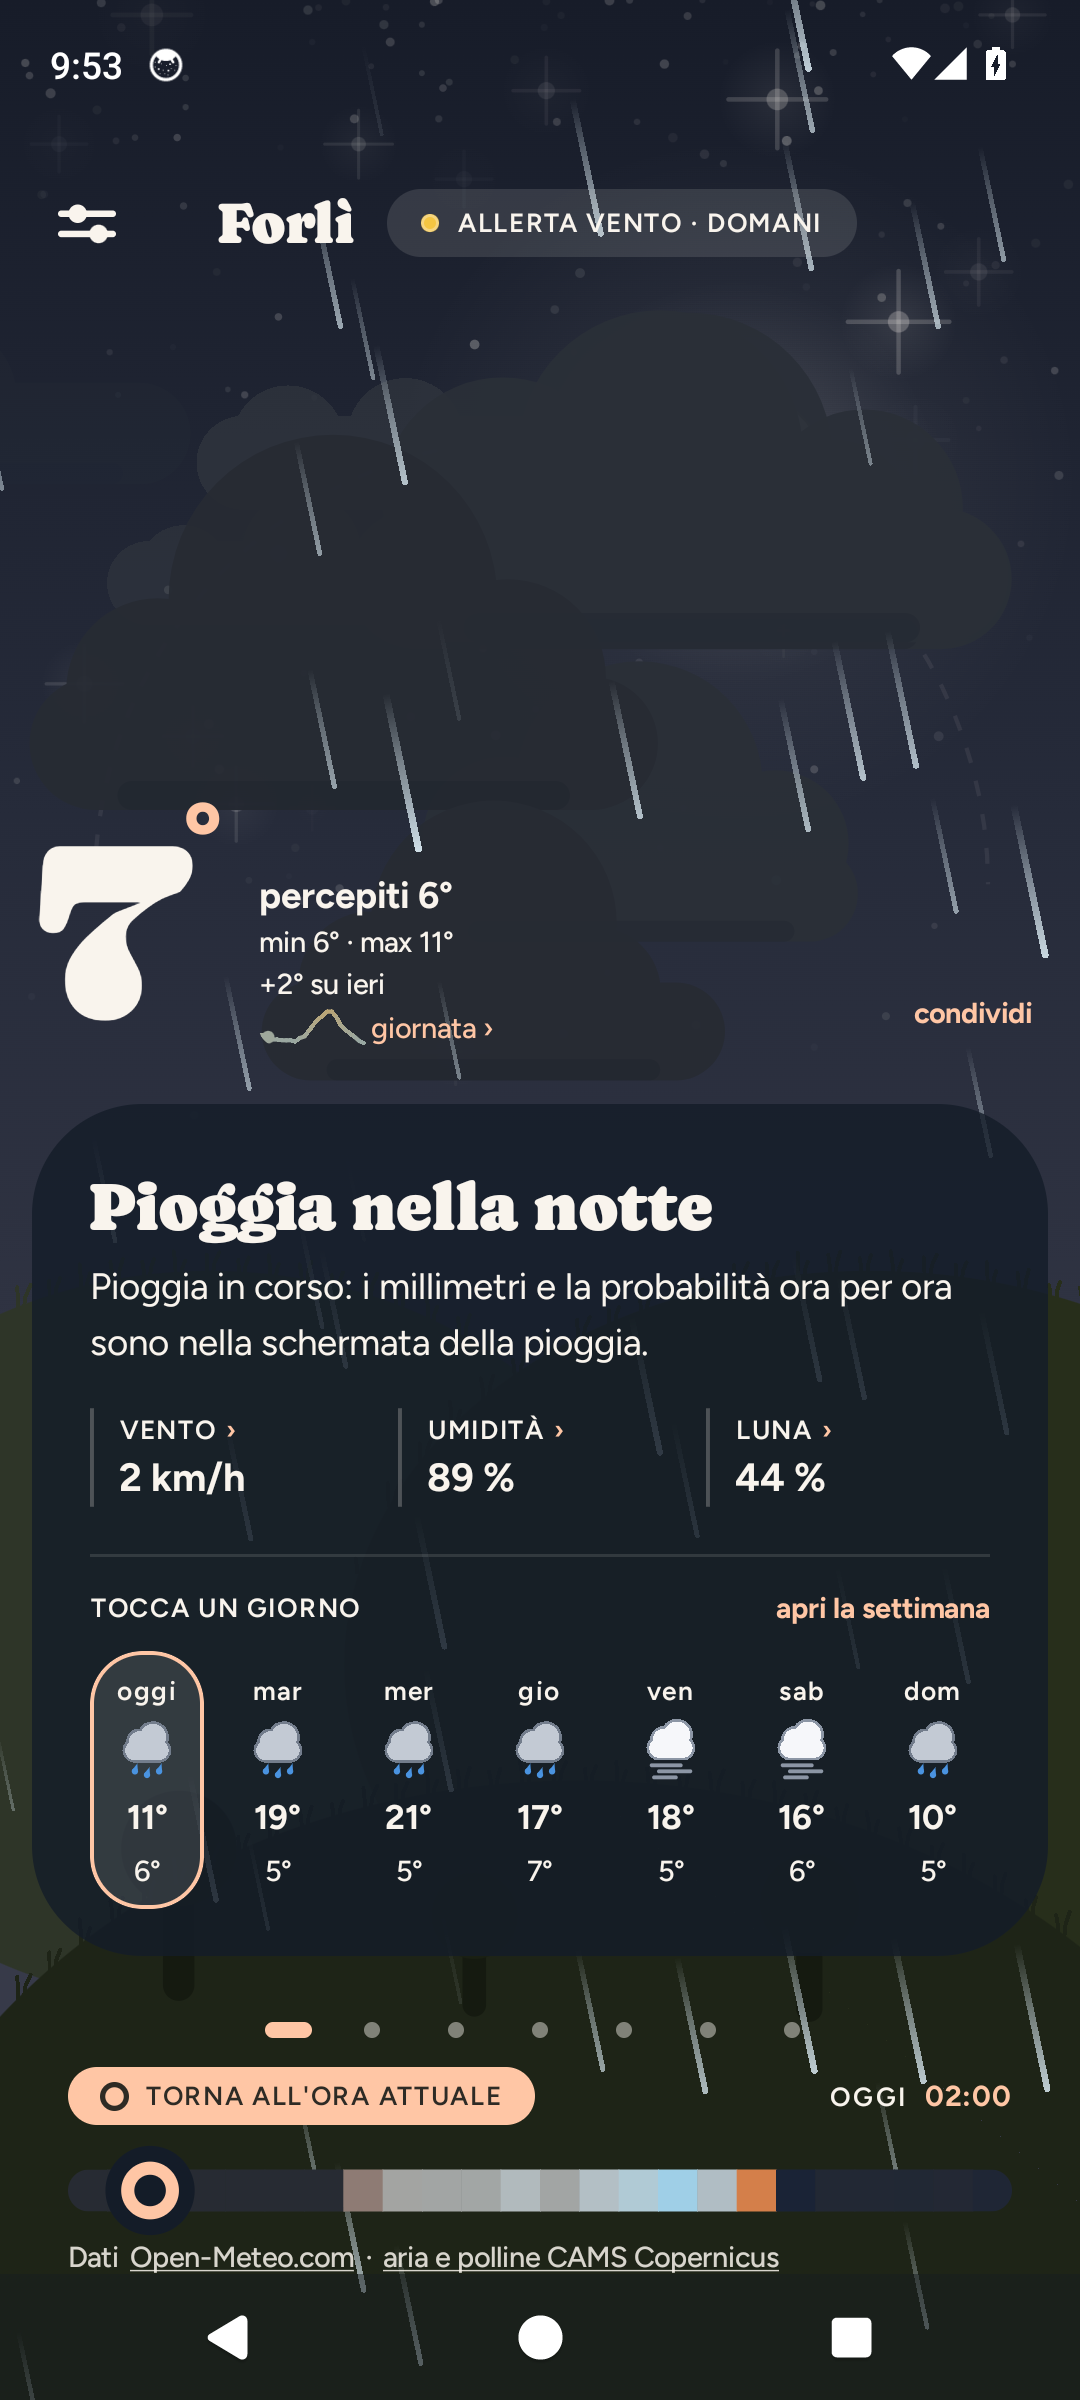 9:53
Forlì
ALLERTA VENTO · DOMANI
7°
percepiti 6°
min 6° · max 11°
+2° su ieri
giornata ›
condividi
Pioggia nella notte
Pioggia in corso: i millimetri e la probabilità ora per ora
sono nella schermata della pioggia.
VENTO › UMIDITÀ › LUNA ›
2 km/h 89 % 44 %
TOCCA UN GIORNO apri la settimana
oggi mar mer gio ven sab dom
11° 19° 21° 17° 18° 16° 10°
6° 5° 5° 7° 5° 6° 5°
TORNA ALL'ORA ATTUALE OGGI 02:00
Dati Open-Meteo.com · aria e polline CAMS Copernicus